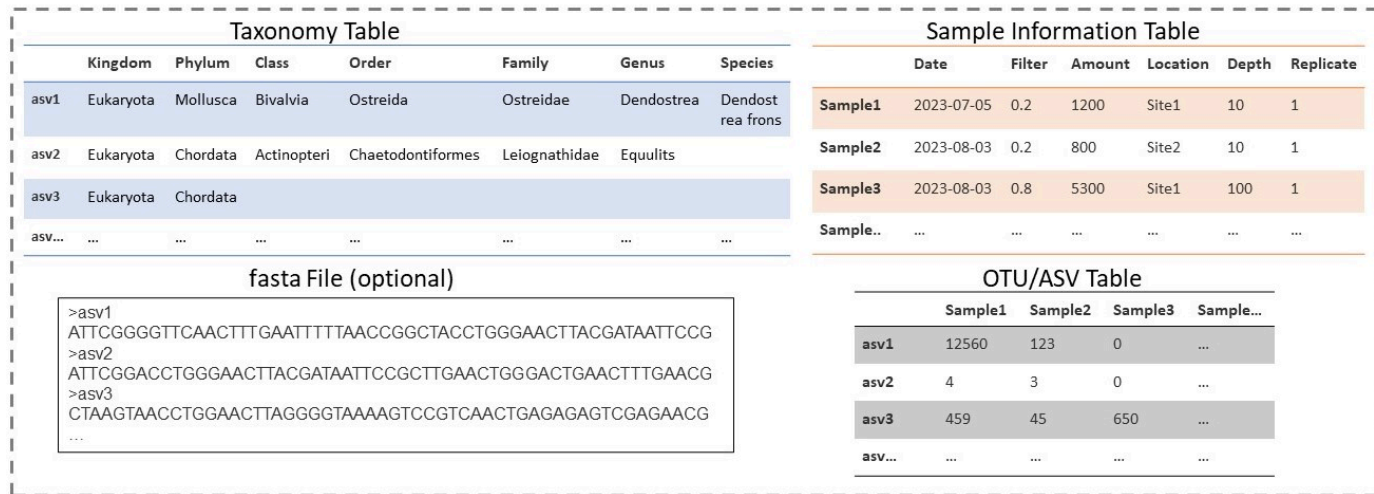 Taxonomy Table
Kingdom Phylum Class Order Family Genus Species
asv1 Eukaryota Mollusca Bivalvia Ostreida Ostreidae Dendostrea Dendost
rea frons
asv2 Eukaryota Chordata Actinopteri Chaetodontiformes Leiognathidae Equulits
asv3 Eukaryota Chordata
asv... ... ... ... ... ... ... ...
Sample Information Table
Date Filter Amount Location Depth Replicate
Sample1 2023-07-05 0.2 1200 Site1 10 1
Sample2 2023-08-03 0.2 800 Site2 10 1
Sample3 2023-08-03 0.8 5300 Site1 100 1
Sample.. ... ... ... ... ... ...
fasta File (optional)
>asv1
ATTCGGGGTTCAACTTTGAATTTTTAACCGGCTACCTGGGAACTTACGATAATTCCG
>asv2
ATTCGGACCTGGGAACTTACGATAATTCCGCTTGAACTGGGACTGAACTTTGAACG
>asv3
CTAAGTAACCTGGAACTTAGGGGTAAAAGTCCGTCAACTGAGAGAGTCGAGAACG
...
OTU/ASV Table
Sample1 Sample2 Sample3 Sample...
asv1 12560 123 0 ...
asv2 4 3 0 ...
asv3 459 45 650 ...
asv... ... ... ... ...